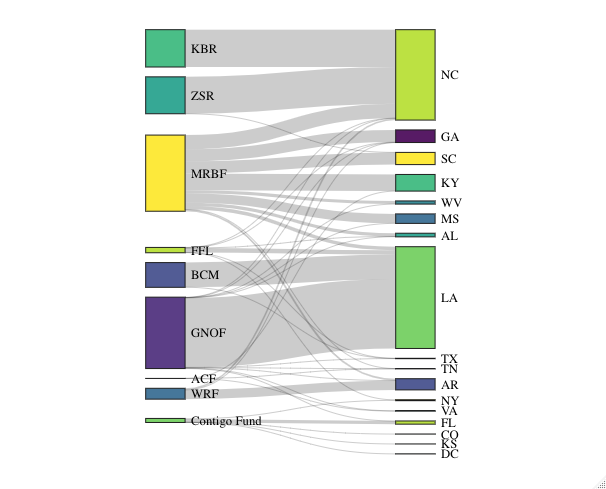 KBR
ZSR
MRBF
FFL
BCM
GNOF
ACF
WRF
Contigo Fund
NC
GA
SC
KY
WV
MS
AL
LA
TX
TN
AR
NY
VA
FL
CO
KS
DC